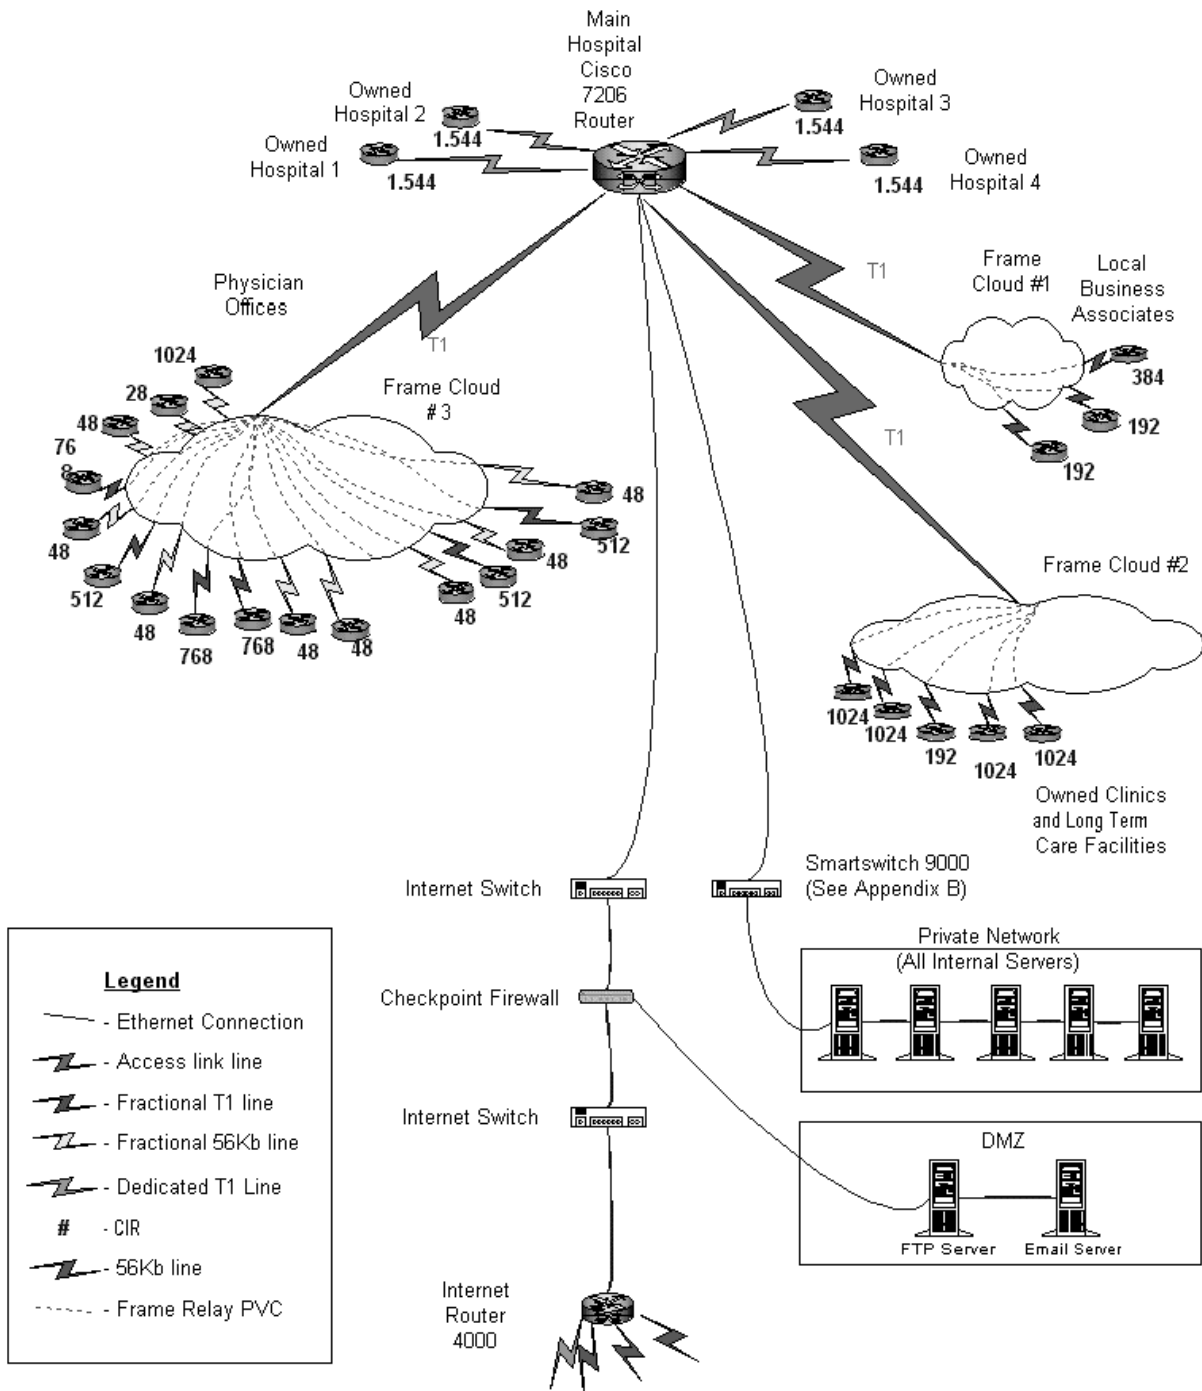 Main
Hospital
Cisco
7206
Router
Owned
Hospital 2
1.544
Owned
Hospital 1
1.544
Owned
Hospital 3
1.544
Owned
Hospital 4
1.544
Physician
Offices
T1
T1
T1
Frame
Cloud #1
Local
Business
Associates
384
192
192
Frame Cloud
# 3
1024
28
48
76
8
48
512
48
768
768
48
48
48
512
48
512
48
Frame Cloud #2
1024
1024
192
1024
1024
Owned Clinics
and Long Term
Care Facilities
Internet Switch
Smartswitch 9000
(See Appendix B)
Private Network
(All Internal Servers)
Checkpoint Firewall
Internet Switch
DMZ
FTP Server
Email Server
Internet
Router
4000
Legend
- Ethernet Connection
- Access link line
- Fractional T1 line
- Fractional 56Kb line
- Dedicated T1 Line
# - CIR
- 56Kb line
- Frame Relay PVC